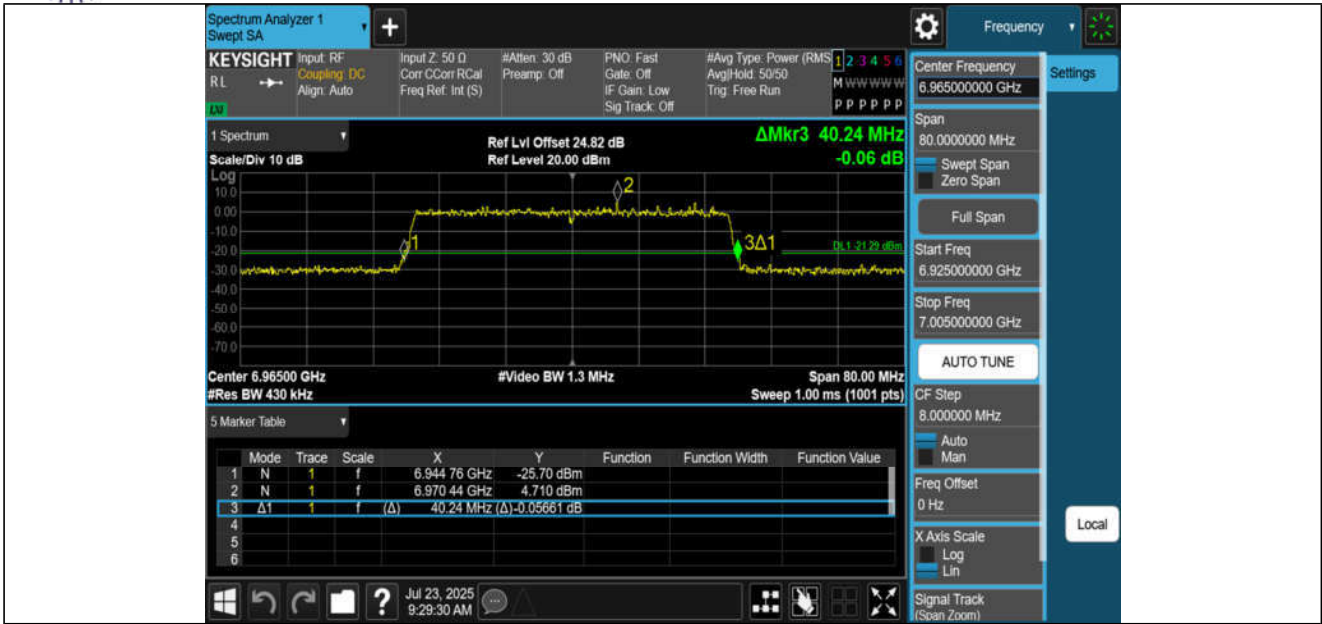 Spectrum Analyzer 1
Swept SA
+
Frequency
KEYSIGHT
RL
LXI
Input: RF
Coupling: DC
Align: Auto
Input Z: 50 Ω
Corr CCorr RCal
Freq Ref: Int (S)
#Atten: 30 dB
Preamp: Off
PNO: Fast
Gate: Off
IF Gain: Low
Sig Track: Off
#Avg Type: Power (RMS
Avg|Hold: 50/50
Trig: Free Run
1 2 3 4 5 6
M W W W W W
P P P P P P
1 Spectrum
Scale/Div 10 dB
Ref Lvl Offset 24.82 dB
Ref Level 20.00 dBm
ΔMkr3 40.24 MHz
-0.06 dB
Log
10.0
0.00
-10.0
-20.0
-30.0
-40.0
-50.0
-60.0
-70.0
1
2
3Δ1
DL1 -21.29 dBm
Center 6.96500 GHz
#Res BW 430 kHz
#Video BW 1.3 MHz
Span 80.00 MHz
Sweep 1.00 ms (1001 pts)
5 Marker Table
Mode Trace Scale X Y Function Function Width Function Value
1 N 1 f 6.944 76 GHz -25.70 dBm
2 N 1 f 6.970 44 GHz 4.710 dBm
3 Δ1 1 f (Δ) 40.24 MHz (Δ) -0.05661 dB
4
5
6
Jul 23, 2025
9:29:30 AM
?
Center Frequency
6.965000000 GHz
Settings
Span
80.0000000 MHz
Swept Span
Zero Span
Full Span
Start Freq
6.925000000 GHz
Stop Freq
7.005000000 GHz
AUTO TUNE
CF Step
8.000000 MHz
Auto
Man
Freq Offset
0 Hz
X Axis Scale
Log
Lin
Local
Signal Track
(Span Zoom)